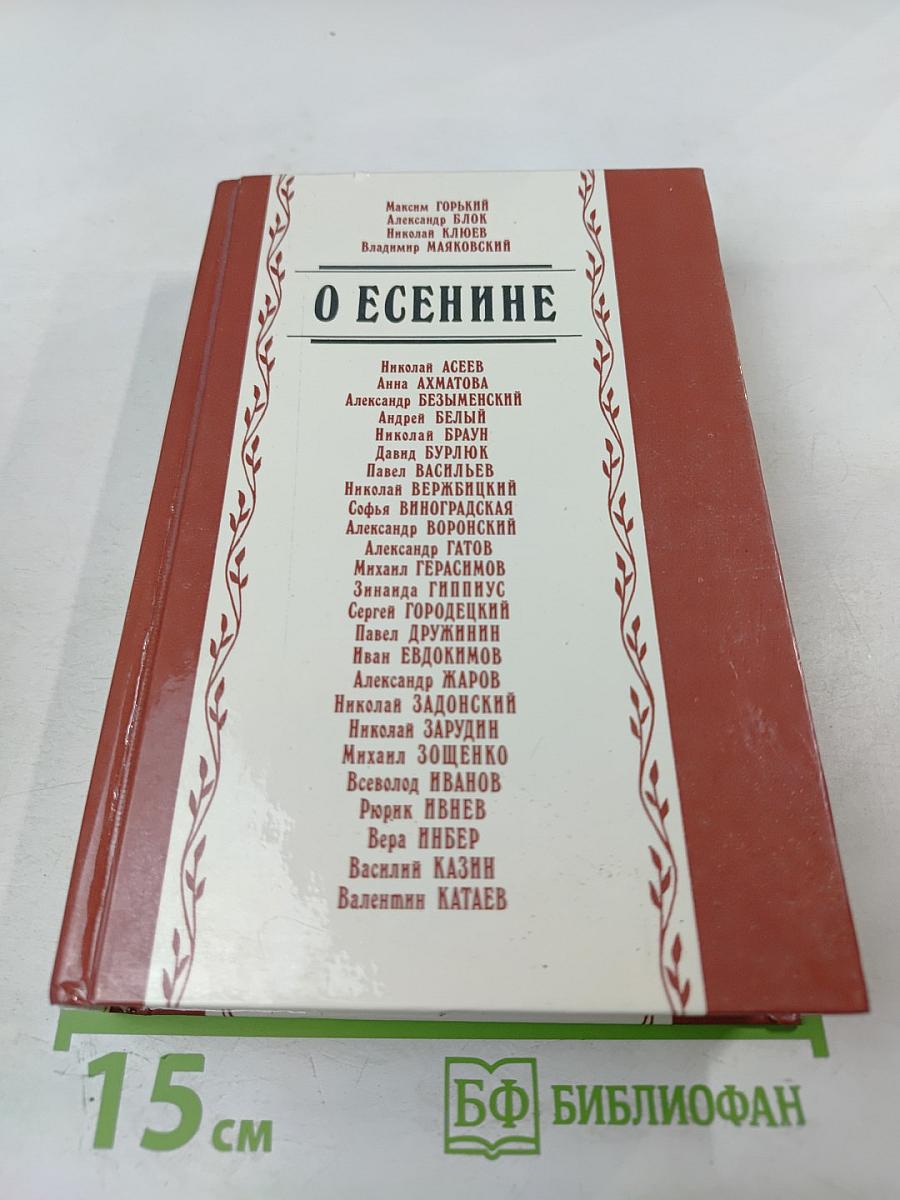 Максим ГОРЬКИЙ
Александр БЛОК
Николай КЛЮЕВ
Владимир МАЯКОВСКИЙ
О ЕСЕНИНЕ
Николай АСЕЕВ
Анна АХМАТОВА
Александр БЕЗЫМЕНСКИЙ
Андрей БЕЛЫЙ
Николай БРАУН
Давид БУРЛЮК
Павел ВАСИЛЬЕВ
Николай ВЕРЖБИЦКИЙ
Софья ВИНОГРАДСКАЯ
Александр ВОРОНСКИЙ
Александр ГАТОВ
Михаил ГЕРАСИМОВ
Зинаида ГИППИУС
Сергей ГОРОДЕЦКИЙ
Павел ДРУЖИНИН
Иван ЕВДОКИМОВ
Александр ЖАРОВ
Николай ЗАДОНСКИЙ
Николай ЗАРУДИН
Михаил ЗОЩЕНКО
Всеволод ИВАНОВ
Рюрик ИВНЕВ
Вера ИНБЕР
Василий КАЗИН
Валентин КАТАЕВ
15 см
БФ БИБЛИОФАН